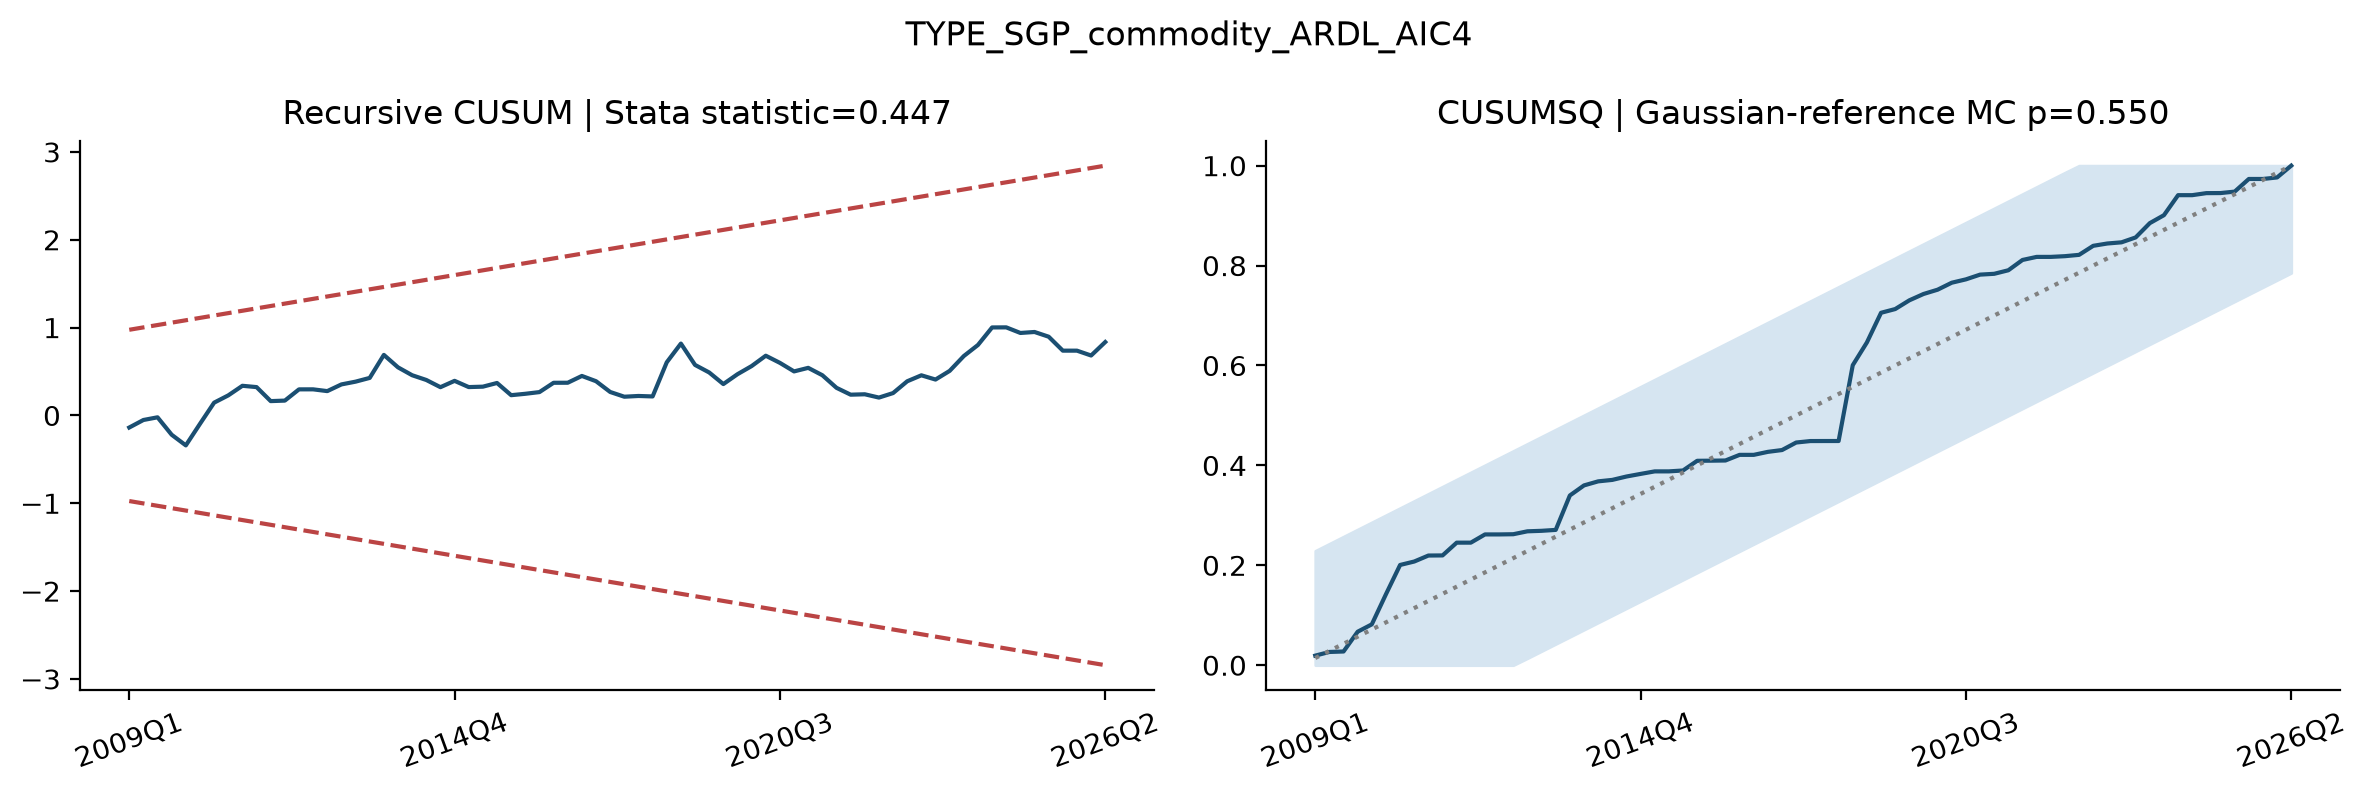 TYPE_SGP_commodity_ARDL_AIC4
Recursive CUSUM | Stata statistic=0.447
3
2
1
0
−1
−2
−3
2009Q1
2014Q4
2020Q3
2026Q2
CUSUMSQ | Gaussian-reference MC p=0.550
1.0
0.8
0.6
0.4
0.2
0.0
2009Q1
2014Q4
2020Q3
2026Q2